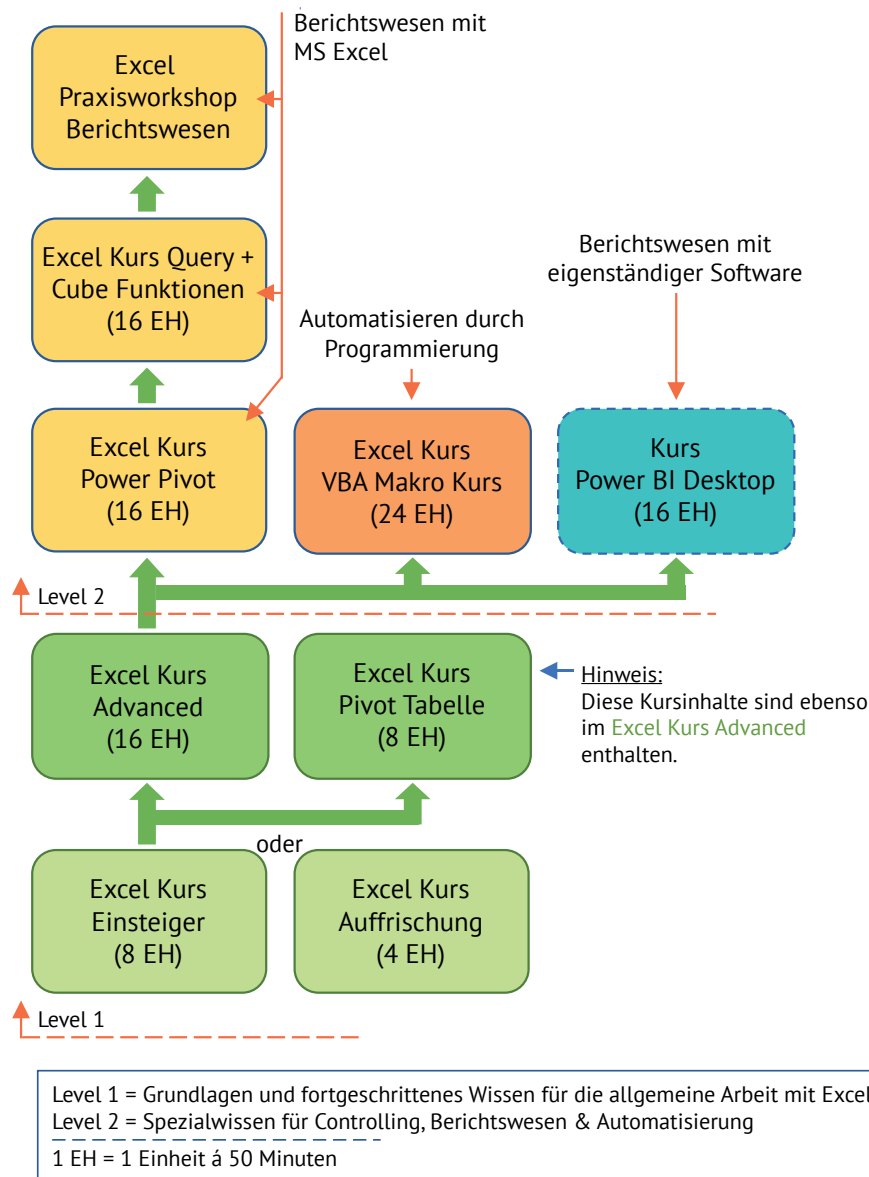 Berichtswesen mit
MS Excel
Excel
Praxisworkshop
Berichtswesen
Excel Kurs Query +
Cube Funktionen
(16 EH)
Berichtswesen mit
eigenständiger Software
Automatisieren durch
Programmierung
Excel Kurs
Power Pivot
(16 EH)
Excel Kurs
VBA Makro Kurs
(24 EH)
Kurs
Power BI Desktop
(16 EH)
Level 2
Excel Kurs
Advanced
(16 EH)
Excel Kurs
Pivot Tabelle
(8 EH)
Hinweis:
Diese Kursinhalte sind ebenso
im Excel Kurs Advanced
enthalten.
oder
Excel Kurs
Einsteiger
(8 EH)
Excel Kurs
Auffrischung
(4 EH)
Level 1
Level 1 = Grundlagen und fortgeschrittenes Wissen für die allgemeine Arbeit mit Excel
Level 2 = Spezialwissen für Controlling, Berichtswesen & Automatisierung
1 EH = 1 Einheit á 50 Minuten